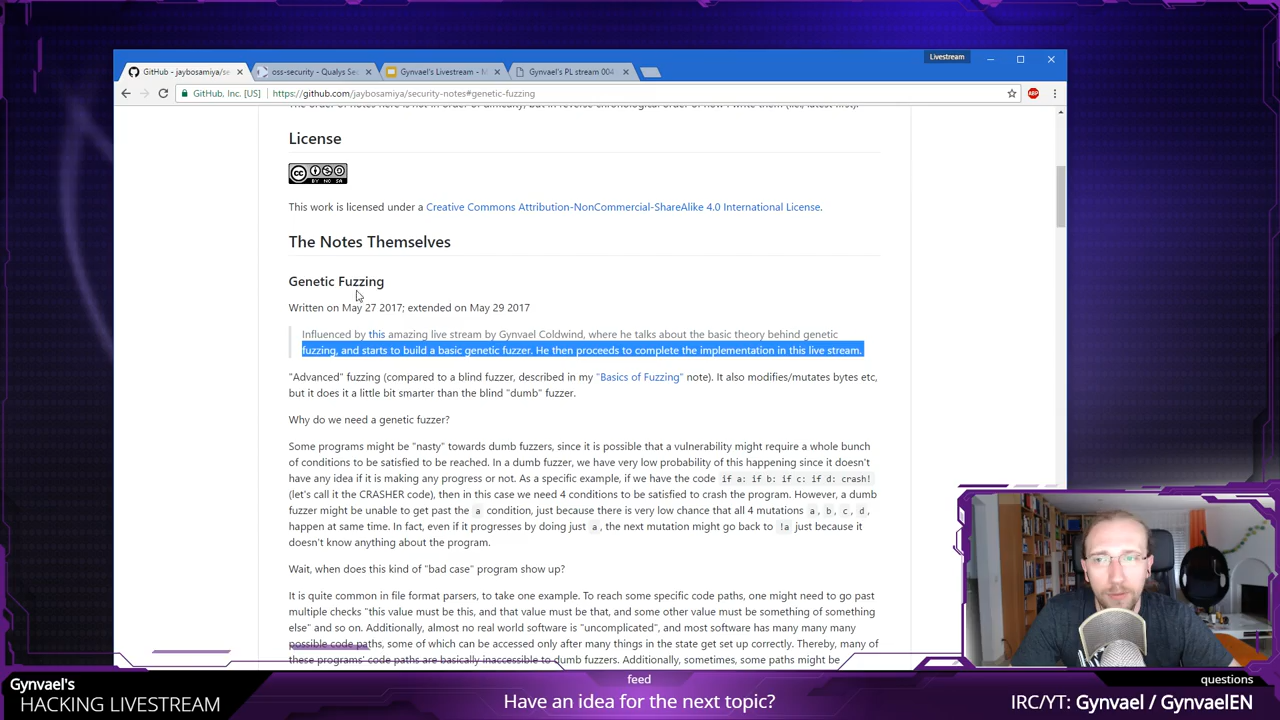 Livestream
GitHub - jaybosamiya/se
oss-security - Qualys Sec
Gynvael's Livestream - M
Gynvael's PL stream 004
GitHub, Inc. [US]
https://github.com/jaybosamiya/security-notes#genetic-fuzzing
ABP
License
cc
BY NC SA
This work is licensed under a Creative Commons Attribution-NonCommercial-ShareAlike 4.0 International License.
The Notes Themselves
Genetic Fuzzing
Written on May 27 2017; extended on May 29 2017
Influenced by this amazing live stream by Gynvael Coldwind, where he talks about the basic theory behind genetic
fuzzing, and starts to build a basic genetic fuzzer. He then proceeds to complete the implementation in this live stream.
"Advanced" fuzzing (compared to a blind fuzzer, described in my "Basics of Fuzzing" note). It also modifies/mutates bytes etc,
but it does it a little bit smarter than the blind "dumb" fuzzer.
Why do we need a genetic fuzzer?
Some programs might be "nasty" towards dumb fuzzers, since it is possible that a vulnerability might require a whole bunch
of conditions to be satisfied to be reached. In a dumb fuzzer, we have very low probability of this happening since it doesn't
have any idea if it is making any progress or not. As a specific example, if we have the code if a: if b: if c: if d: crash!
(let's call it the CRASHER code), then in this case we need 4 conditions to be satisfied to crash the program. However, a dumb
fuzzer might be unable to get past the a condition, just because there is very low chance that all 4 mutations a, b, c, d,
happen at same time. In fact, even if it progresses by doing just a, the next mutation might go back to !a just because it
doesn't know anything about the program.
Wait, when does this kind of "bad case" program show up?
It is quite common in file format parsers, to take one example. To reach some specific code paths, one might need to go past
multiple checks "this value must be this, and that value must be that, and some other value must be something of something
else" and so on. Additionally, almost no real world software is "uncomplicated", and most software has many many many
possible code paths, some of which can be accessed only after many things in the state get set up correctly. Thereby, many of
these programs' code paths are basically inaccessible to dumb fuzzers. Additionally, sometimes, some paths might be
Gynvael's
HACKING LIVESTREAM
feed
Have an idea for the next topic?
questions
IRC/YT: Gynvael / GynvaelEN